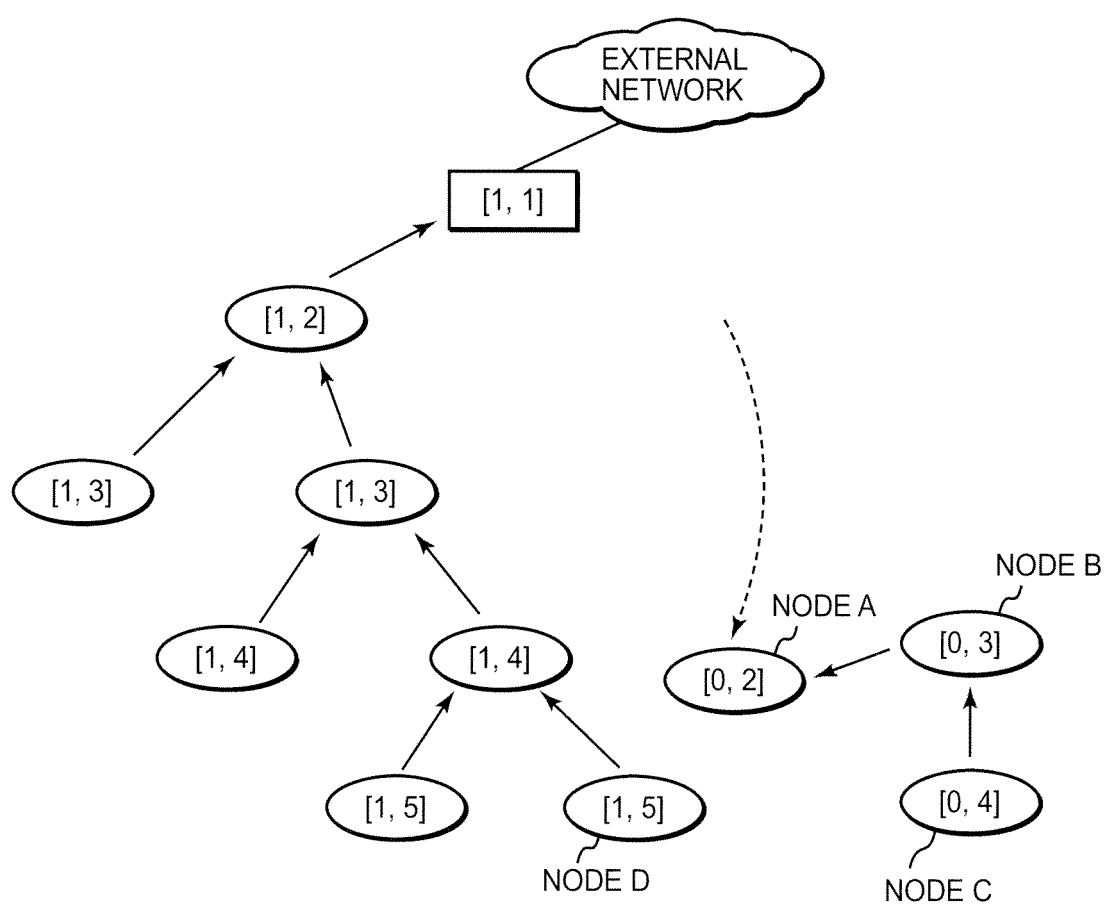 EXTERNAL
NETWORK
[1, 1]
[1, 2]
[1, 3]
[1, 3]
NODE B
NODE A
[0, 3]
[1, 4]
[1, 4]
[0, 2]
[1, 5]
[1, 5]
[0, 4]
NODE D
NODE C